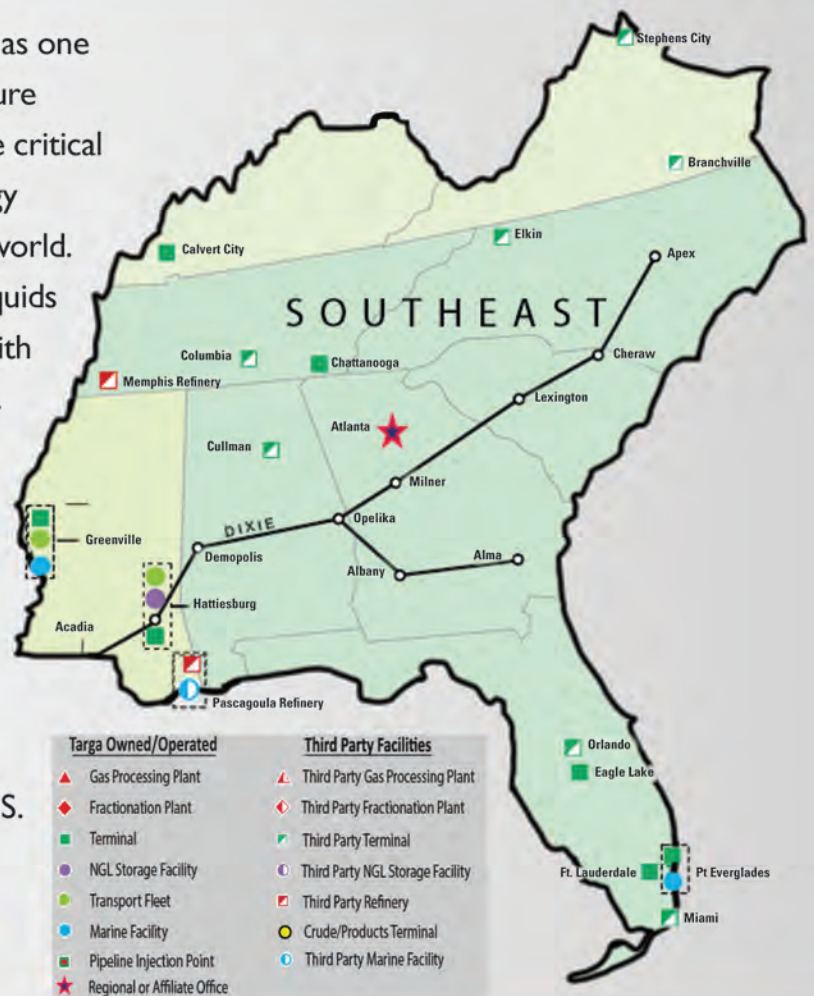 as one
ure
e critical
gy
world.
quids
ith
S.
Stephens City
Branchville
Elkin
Apex
Calvert City
SOUTHEAST
Cheraw
Columbia
Chattanooga
Memphis Refinery
Lexington
Atlanta
Cullman
Milner
Opelika
DIXIE
Greenville
Demopolis
Albany
Alma
Hattiesburg
Acadia
Pascagoula Refinery
Orlando
Eagle Lake
Ft. Lauderdale
Pt Everglades
Miami
Targa Owned/Operated
Gas Processing Plant
Fractionation Plant
Terminal
NGL Storage Facility
Transport Fleet
Marine Facility
Pipeline Injection Point
Regional or Affiliate Office
Third Party Facilities
Third Party Gas Processing Plant
Third Party Fractionation Plant
Third Party Terminal
Third Party NGL Storage Facility
Third Party Refinery
Crude/Products Terminal
Third Party Marine Facility